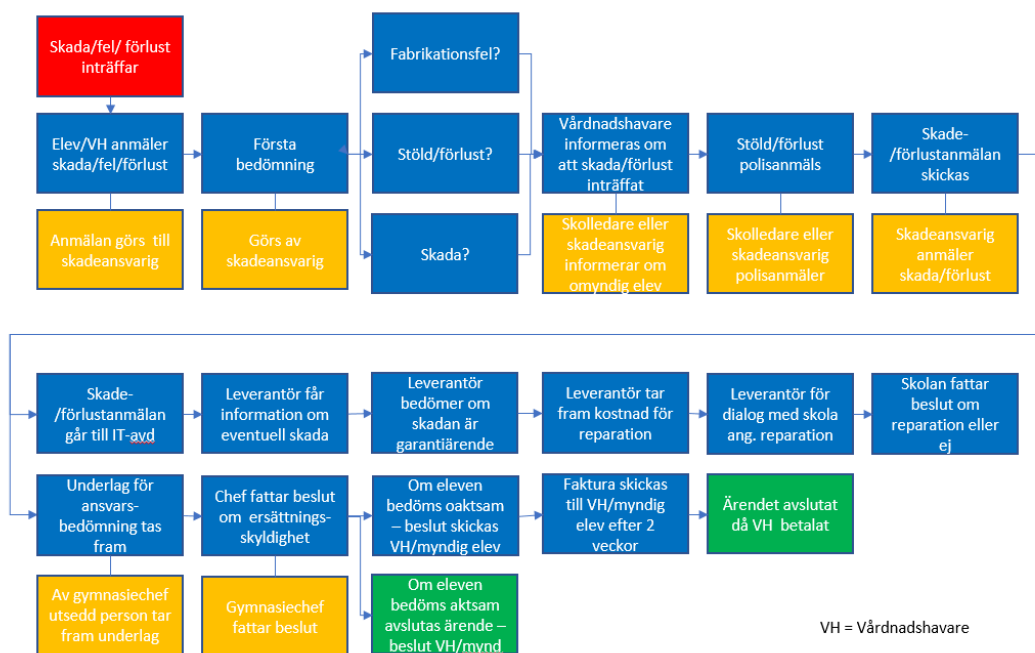 Skada/fel/ förlust
inträffar
Fabrikationsfel?
Elev/VH anmäler
skada/fel/förlust
Första
bedömning
Stöld/förlust?
Vårdnadshavare
informeras om
att skada/förlust
inträffat
Stöld/förlust
polisanmäls
Skade-
/förlustanmälan
skickas
Anmälan görs till
skadeansvarig
Görs av
skadeansvarig
Skada?
Skolledare eller
skadeansvarig
informerar om
omyndig elev
Skolledare eller
skadeansvarig
polisanmäler
Skadeansvarig
anmäler
skada/förlust
Skade-
/förlustanmälan
går till IT-avd
Leverantör får
information om
eventuell skada
Leverantör
bedömer om
skadan är
garantiärende
Leverantör tar
fram kostnad för
reparation
Leverantör för
dialog med skola
ang. reparation
Skolan fattar
beslut om
reparation eller
ej
Underlag för
ansvars-
bedömning tas
fram
Chef fattar beslut
om ersättnings-
skyldighet
Om eleven
bedöms oaktsam
– beslut skickas
VH/myndig elev
Faktura skickas
till VH/myndig
elev efter 2
veckor
Ärendet avslutat
då VH betalat
Av gymnasiechef
utsedd person tar
fram underlag
Gymnasiechef
fattar beslut
Om eleven
bedöms aktsam
avslutas ärende –
beslut VH/mynd
VH = Vårdnadshavare